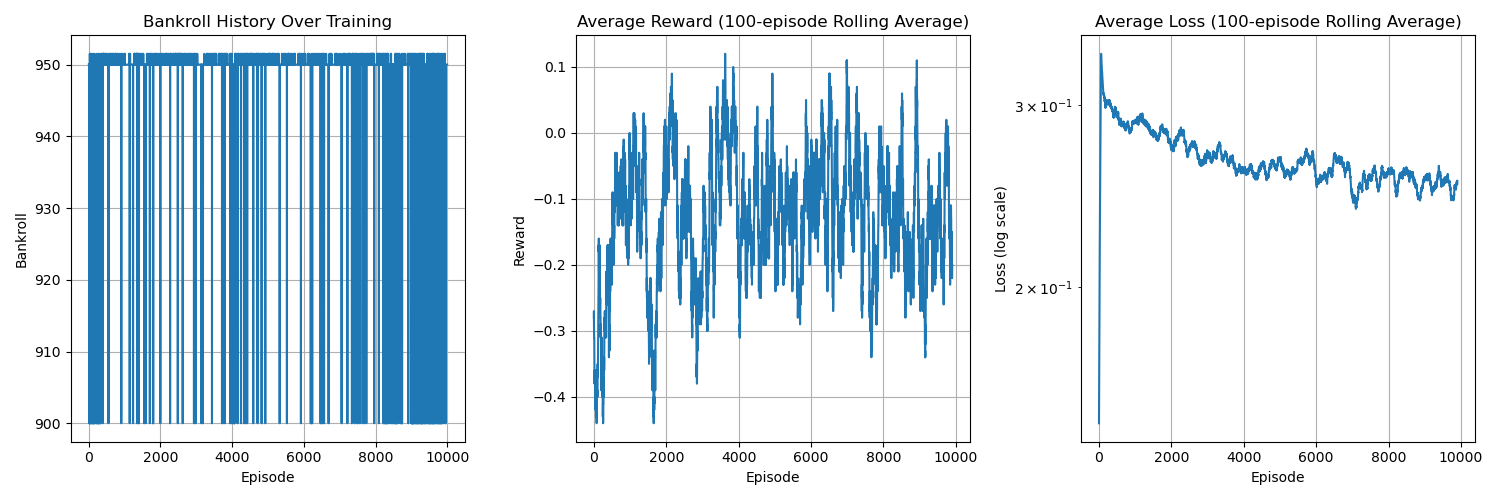 Bankroll History Over Training
950
940
930
920
910
900
Bankroll
0 2000 4000 6000 8000 10000
Episode
Average Reward (100-episode Rolling Average)
0.1
0.0
−0.1
−0.2
−0.3
−0.4
Reward
0 2000 4000 6000 8000 10000
Episode
Average Loss (100-episode Rolling Average)
3 × 10⁻¹
2 × 10⁻¹
Loss (log scale)
0 2000 4000 6000 8000 10000
Episode